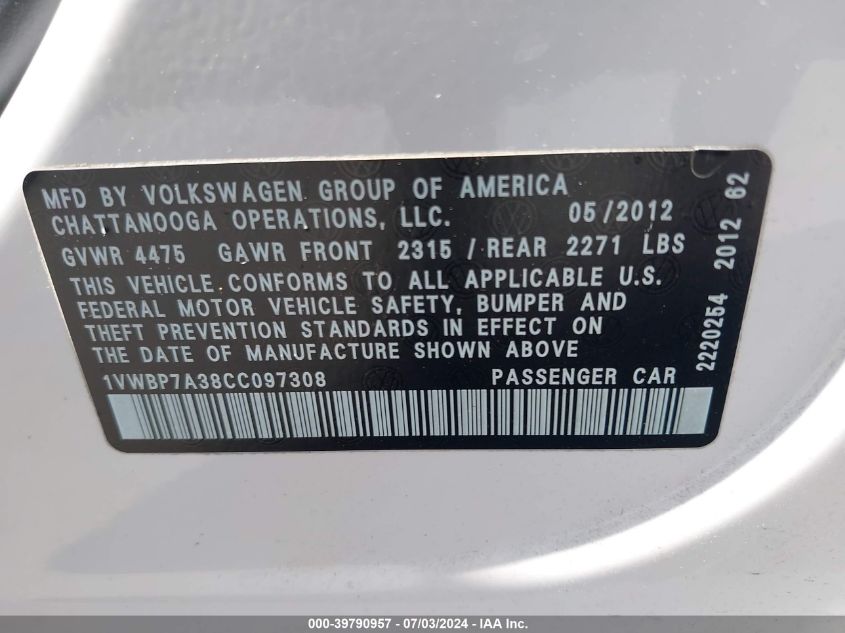 MFD BY VOLKSWAGEN GROUP OF AMERICA
CHATTANOOGA OPERATIONS, LLC. 05/2012
GVWR 4475 GAWR FRONT 2315 / REAR 2271 LBS
THIS VEHICLE CONFORMS TO ALL APPLICABLE U.S.
FEDERAL MOTOR VEHICLE SAFETY, BUMPER AND
THEFT PREVENTION STANDARDS IN EFFECT ON
THE DATE OF MANUFACTURE SHOWN ABOVE
1VWBP7A38CC097308 PASSENGER CAR
2220254 2012 62
000-39790957 - 07/03/2024 - IAA Inc.